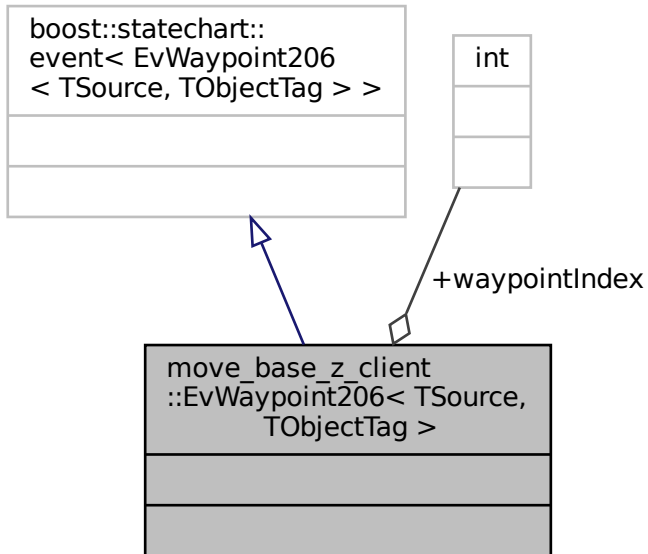 boost::statechart::
event< EvWaypoint206
< TSource, TObjectTag > >
int
+waypointIndex
move_base_z_client
::EvWaypoint206< TSource,
TObjectTag >